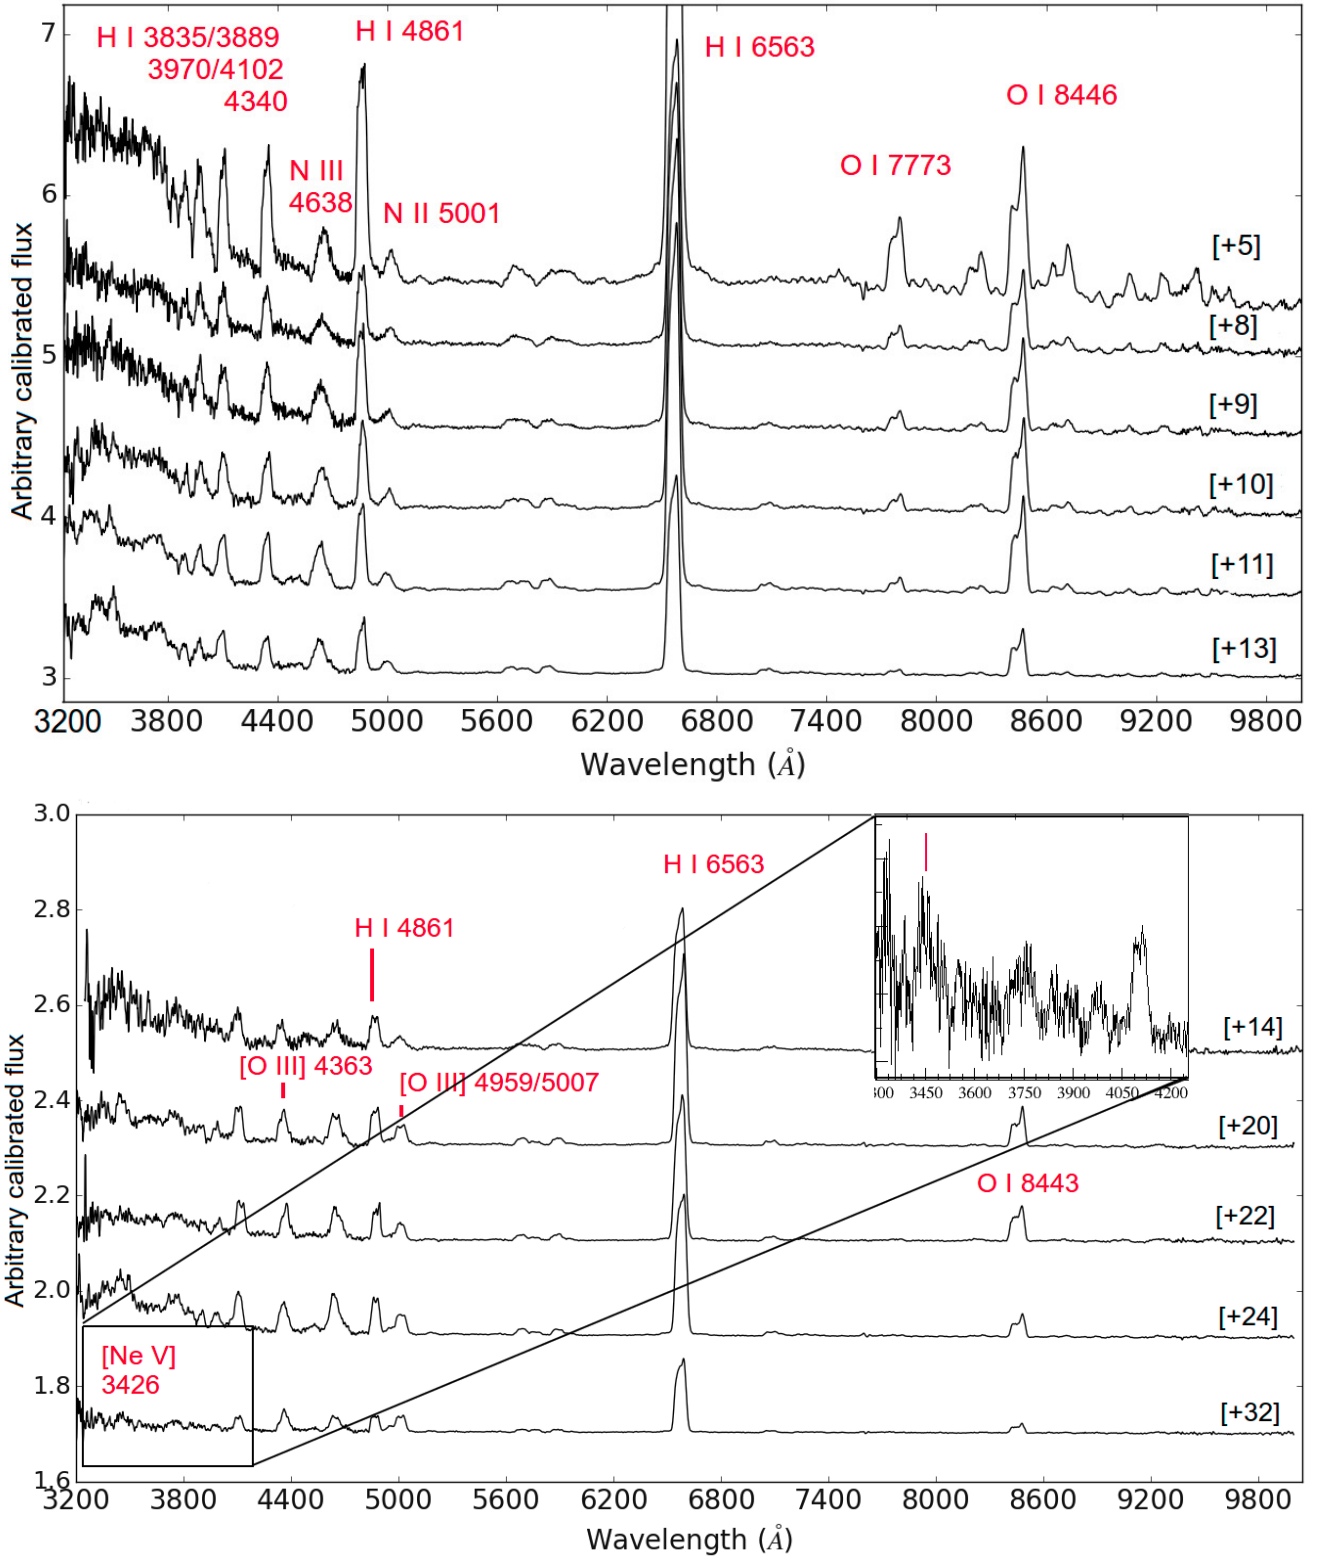 7
6
5
4
3
Arbitrary calibrated flux
H I 3835/3889
3970/4102
4340
H I 4861
N III
4638
N II 5001
H I 6563
O I 7773
O I 8446
[+5]
[+8]
[+9]
[+10]
[+11]
[+13]
3200 3800 4400 5000 5600 6200 6800 7400 8000 8600 9200 9800
Wavelength (Å)
3.0
2.8
2.6
2.4
2.2
2.0
1.8
1.6
Arbitrary calibrated flux
H I 6563
H I 4861
[O III] 4363
[O III] 4959/5007
O I 8443
[Ne V]
3426
3450 3600 3750 3900 4050 4200
[+14]
[+20]
[+22]
[+24]
[+32]
3200 3800 4400 5000 5600 6200 6800 7400 8000 8600 9200 9800
Wavelength (Å)